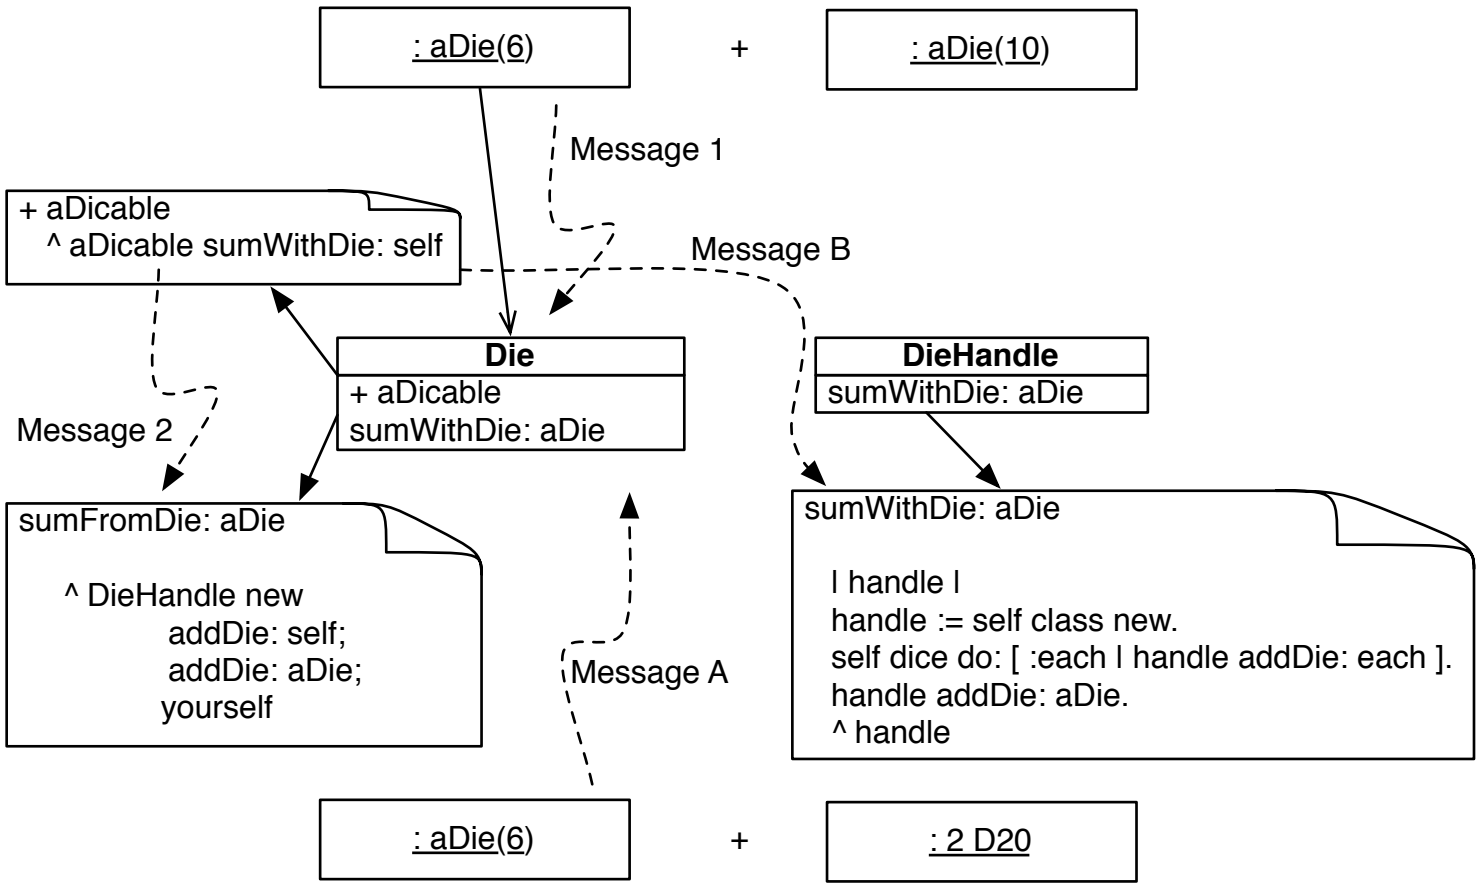 : aDie(6)
+
: aDie(10)
Message 1
+ aDicable
^ aDicable sumWithDie: self
Message B
Die
+ aDicable
sumWithDie: aDie
DieHandle
sumWithDie: aDie
Message 2
sumFromDie: aDie
^ DieHandle new
addDie: self;
addDie: aDie;
yourself
sumWithDie: aDie
| handle |
handle := self class new.
self dice do: [ :each | handle addDie: each ].
handle addDie: aDie.
^ handle
Message A
: aDie(6)
+
: 2 D20